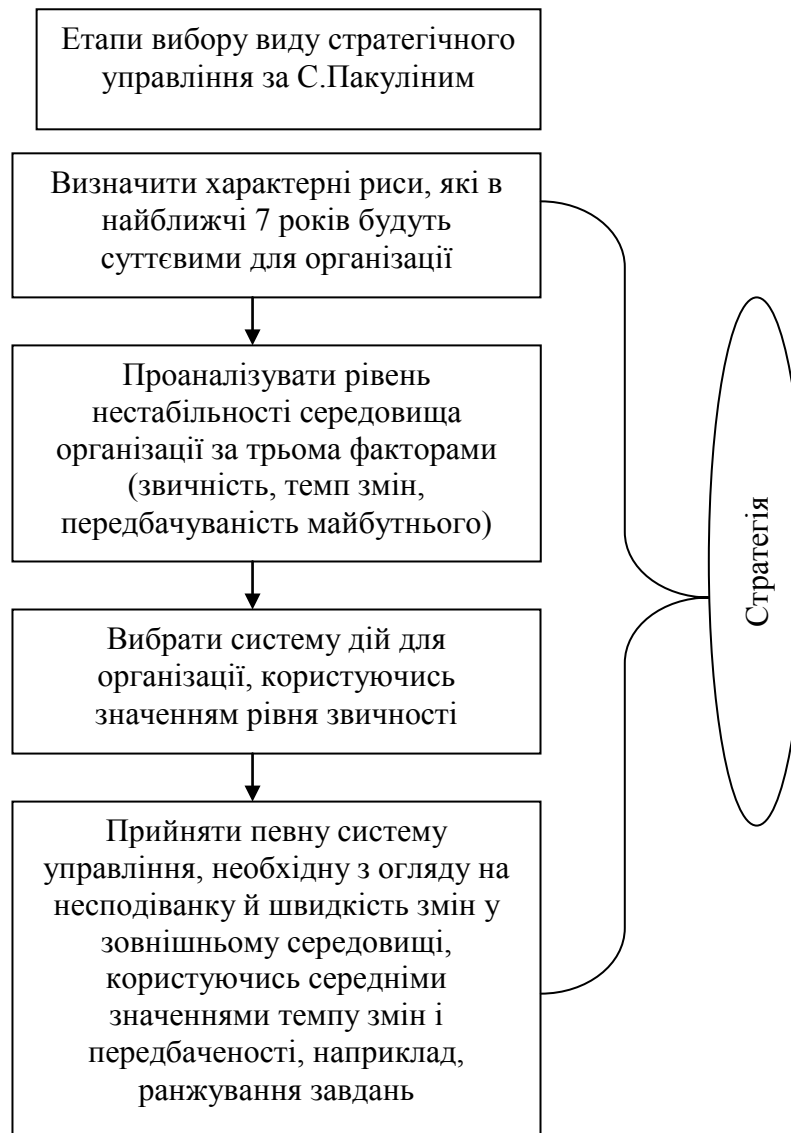 Етапи вибору виду стратегічного
управління за С.Пакуліним
Визначити характерні риси, які в
найближчі 7 років будуть
суттєвими для організації
Проаналізувати рівень
нестабільності середовища
організації за трьома факторами
(звичність, темп змін,
передбачуваність майбутнього)
Вибрати систему дій для
організації, користуючись
значенням рівня звичності
Прийняти певну систему
управління, необхідну з огляду на
несподіванку й швидкість змін у
зовнішньому середовищі,
користуючись середніми
значеннями темпу змін і
передбаченості, наприклад,
ранжування завдань
Стратегія